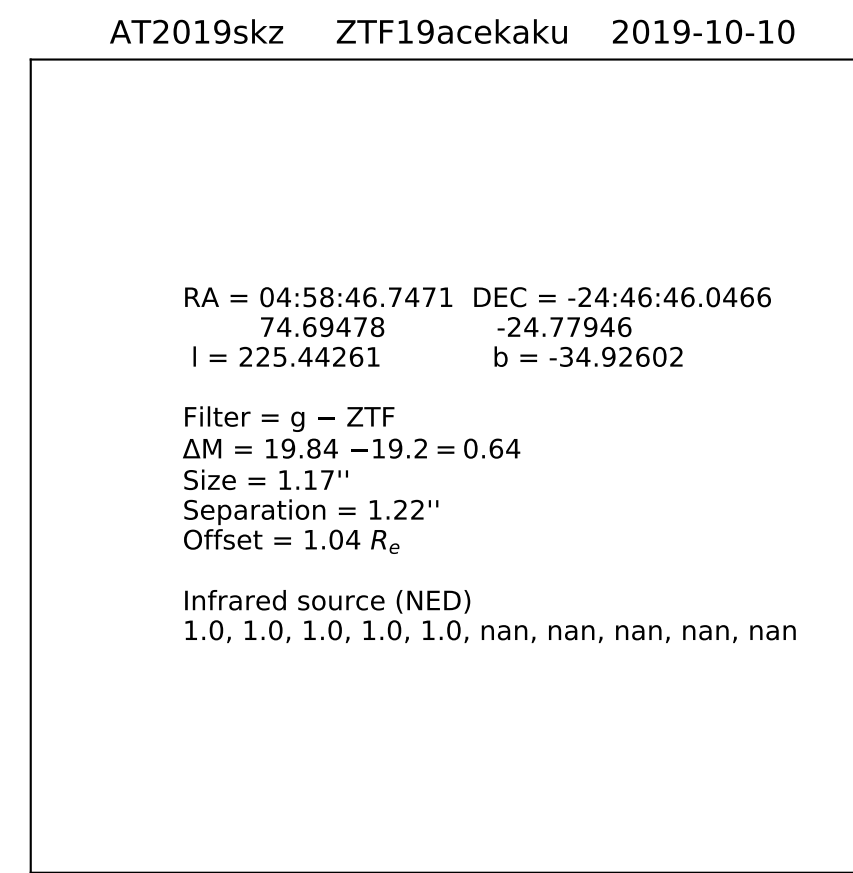 AT2019skz ZTF19acekaku 2019-10-10
RA = 04:58:46.7471 DEC = -24:46:46.0466
74.69478 -24.77946
l = 225.44261 b = -34.92602
Filter = g − ZTF
ΔM = 19.84 −19.2 = 0.64
Size = 1.17''
Separation = 1.22''
Offset = 1.04 Rₑ
Infrared source (NED)
1.0, 1.0, 1.0, 1.0, 1.0, nan, nan, nan, nan, nan